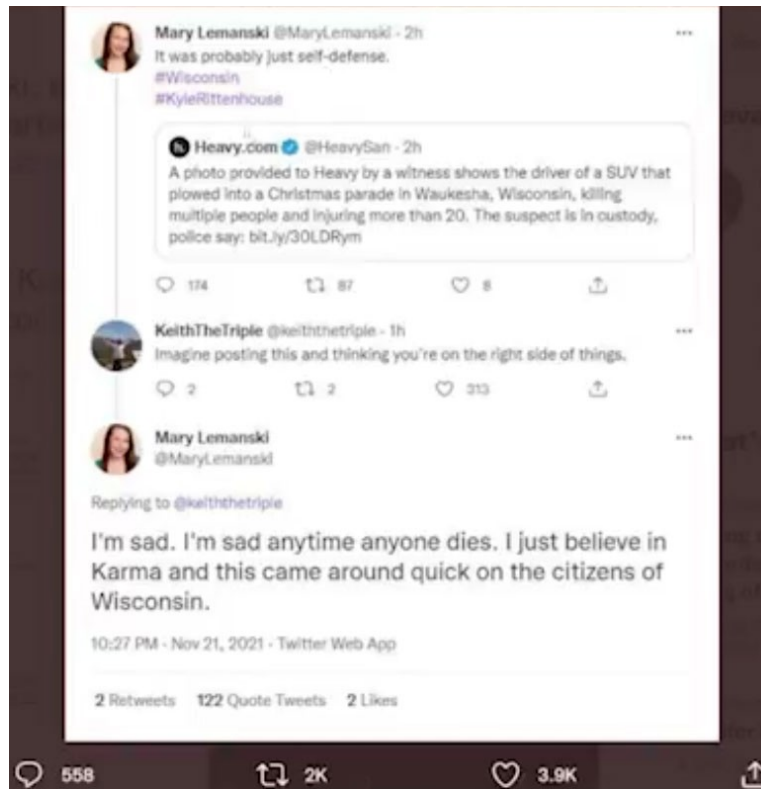 Mary Lemanski @MaryLemanski - 2h
It was probably just self-defense.
#Wisconsin
#KyleRittenhouse
h. Heavy.com @HeavySan - 2h
A photo provided to Heavy by a witness shows the driver of a SUV that
plowed into a Christmas parade in Waukesha, Wisconsin, killing
multiple people and injuring more than 20. The suspect is in custody,
police say: bit.ly/30LDRym
174 87 8
KeithTheTriple @keiththetriple - 1h
Imagine posting this and thinking you're on the right side of things.
2 2 313
Mary Lemanski
@MaryLemanski
Replying to @keiththetriple
I'm sad. I'm sad anytime anyone dies. I just believe in
Karma and this came around quick on the citizens of
Wisconsin.
10:27 PM - Nov 21, 2021 - Twitter Web App
2 Retweets 122 Quote Tweets 2 Likes
558 2K 3.9K